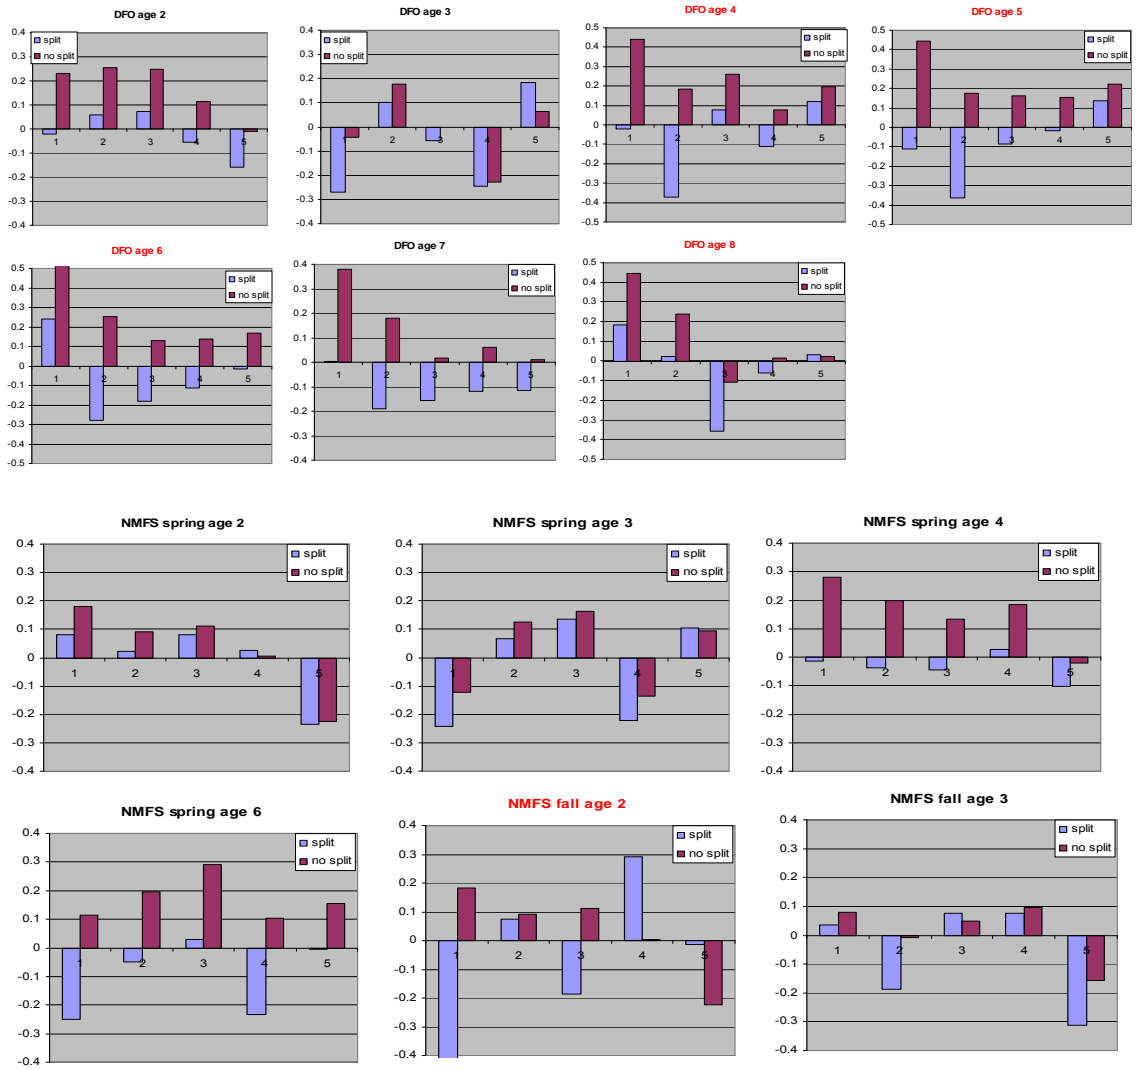 DFO age 2
0.4
0.3
0.2
0.1
0
-0.1
-0.2
-0.3
-0.4
split
no split
1 2 3 4 5
DFO age 3
0.4
0.3
0.2
0.1
0
-0.1
-0.2
-0.3
-0.4
split
no split
1 2 3 4 5
DFO age 4
0.5
0.4
0.3
0.2
0.1
0
-0.1
-0.2
-0.3
-0.4
-0.5
split
no split
1 2 3 4 5
DFO age 5
0.5
0.4
0.3
0.2
0.1
0
-0.1
-0.2
-0.3
-0.4
-0.5
split
no split
1 2 3 4 5
DFO age 6
0.5
0.4
0.3
0.2
0.1
0
-0.1
-0.2
-0.3
-0.4
-0.5
split
no split
1 2 3 4 5
DFO age 7
0.4
0.3
0.2
0.1
0
-0.1
-0.2
-0.3
-0.4
split
no split
1 2 3 4 5
DFO age 8
0.5
0.4
0.3
0.2
0.1
0
-0.1
-0.2
-0.3
-0.4
-0.5
split
no split
1 2 3 4 5
NMFS spring age 2
0.4
0.3
0.2
0.1
0
-0.1
-0.2
-0.3
-0.4
split
no split
1 2 3 4 5
NMFS spring age 3
0.4
0.3
0.2
0.1
0
-0.1
-0.2
-0.3
-0.4
split
no split
1 2 3 4 5
NMFS spring age 4
0.4
0.3
0.2
0.1
0
-0.1
-0.2
-0.3
-0.4
split
no split
1 2 3 4 5
NMFS spring age 6
0.4
0.3
0.2
0.1
0
-0.1
-0.2
-0.3
-0.4
split
no split
1 2 3 4 5
NMFS fall age 2
0.4
0.3
0.2
0.1
0
-0.1
-0.2
-0.3
-0.4
split
no split
1 2 3 4 5
NMFS fall age 3
0.4
0.3
0.2
0.1
0
-0.1
-0.2
-0.3
-0.4
split
no split
1 2 3 4 5